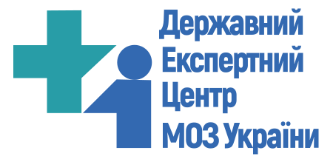 Державний
Експертний
Центр
МОЗ України